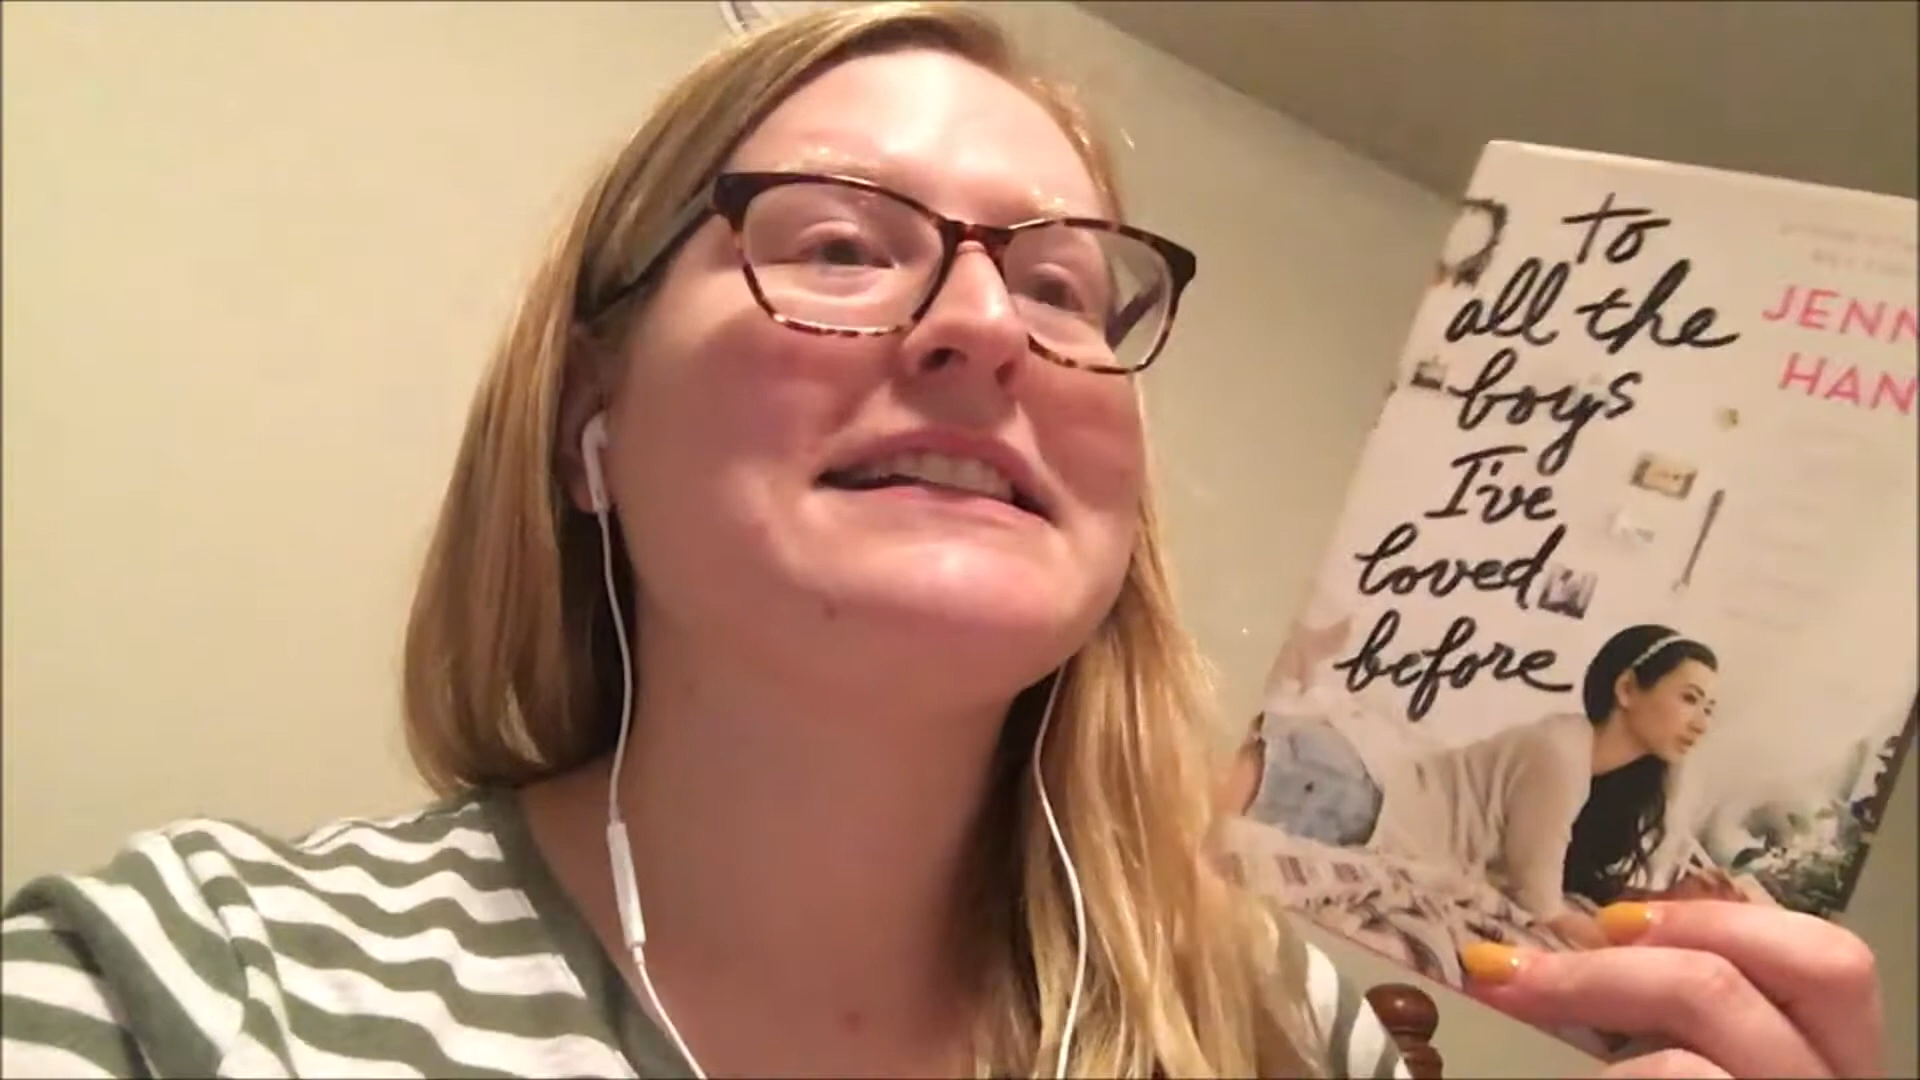 to
all the
boys
I've
loved
before
JENN
HAN